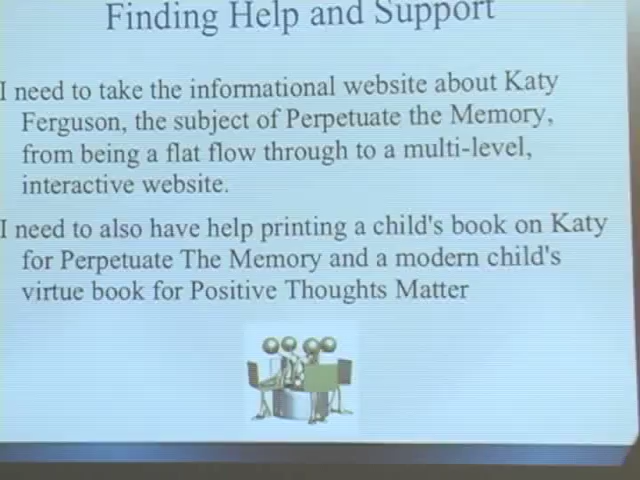 Finding Help and Support
I need to take the informational website about Katy
Ferguson, the subject of Perpetuate the Memory,
from being a flat flow through to a multi-level,
interactive website.
I need to also have help printing a child's book on Katy
for Perpetuate The Memory and a modern child's
virtue book for Positive Thoughts Matter